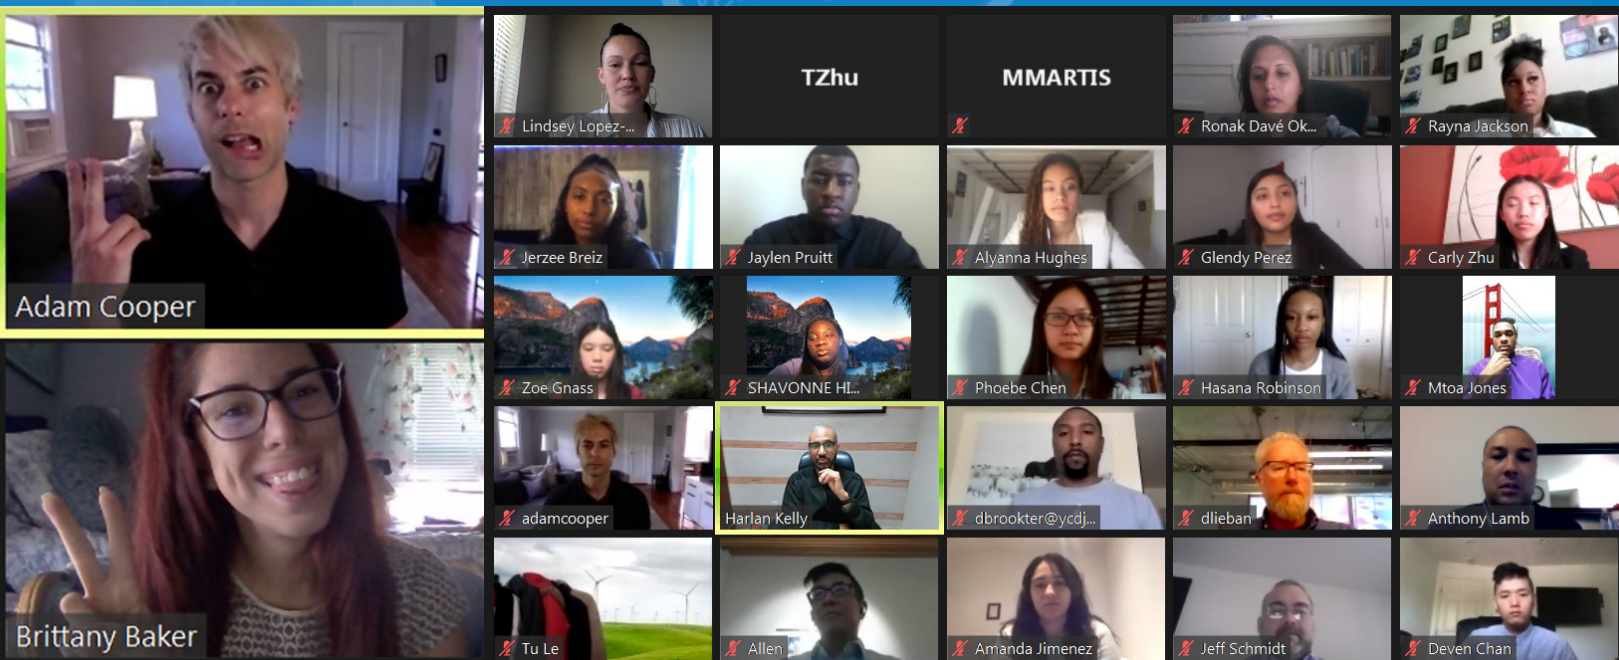 Adam Cooper
Brittany Baker
Lindsey Lopez-...
TZhu
MMARTIS
Ronak Davé Ok...
Rayna Jackson
Jerzee Breiz
Jaylen Pruitt
Alyanna Hughes
Glendy Perez
Carly Zhu
Zoe Gnass
SHAVONNE HI...
Phoebe Chen
Hasana Robinson
Mtoa Jones
adamcooper
Harlan Kelly
dbrookter@ycdj...
dlieban
Anthony Lamb
Tu Le
Allen
Amanda Jimenez
Jeff Schmidt
Deven Chan